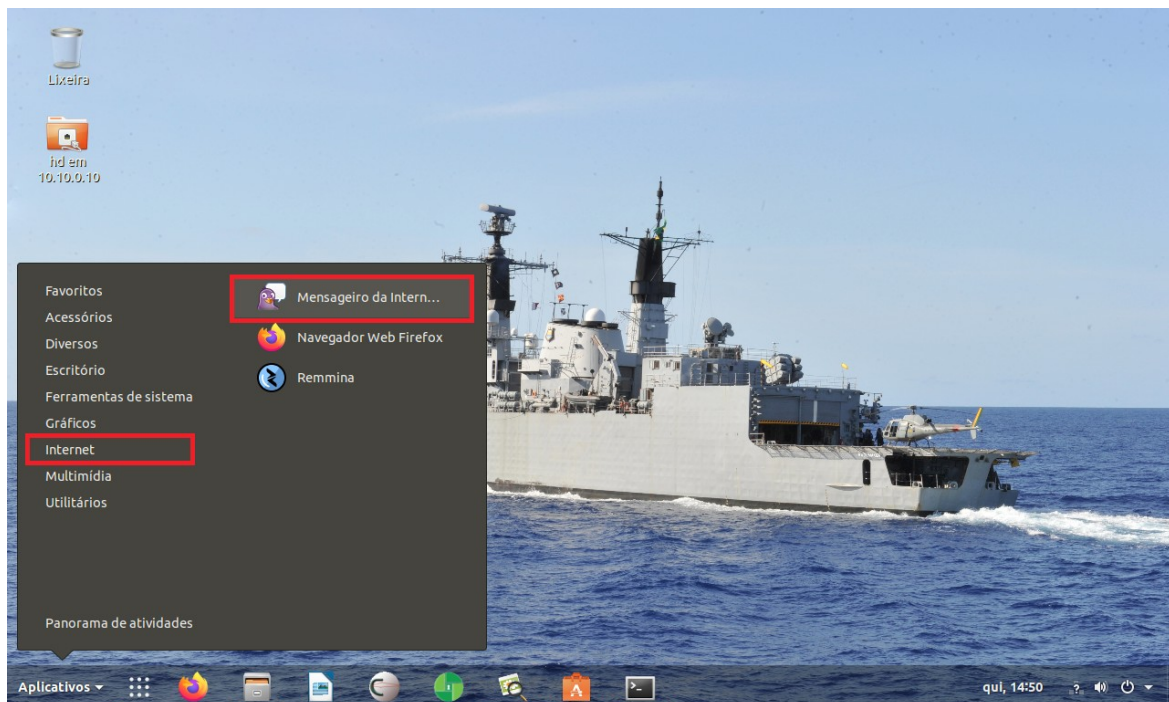 Lixeira
hd em
10.10.0.10
Favoritos
Acessórios
Diversos
Escritório
Ferramentas de sistema
Gráficos
Internet
Multimídia
Utilitários
Panorama de atividades
Mensageiro da Intern...
Navegador Web Firefox
Remmina
Aplicativos
qui, 14:50